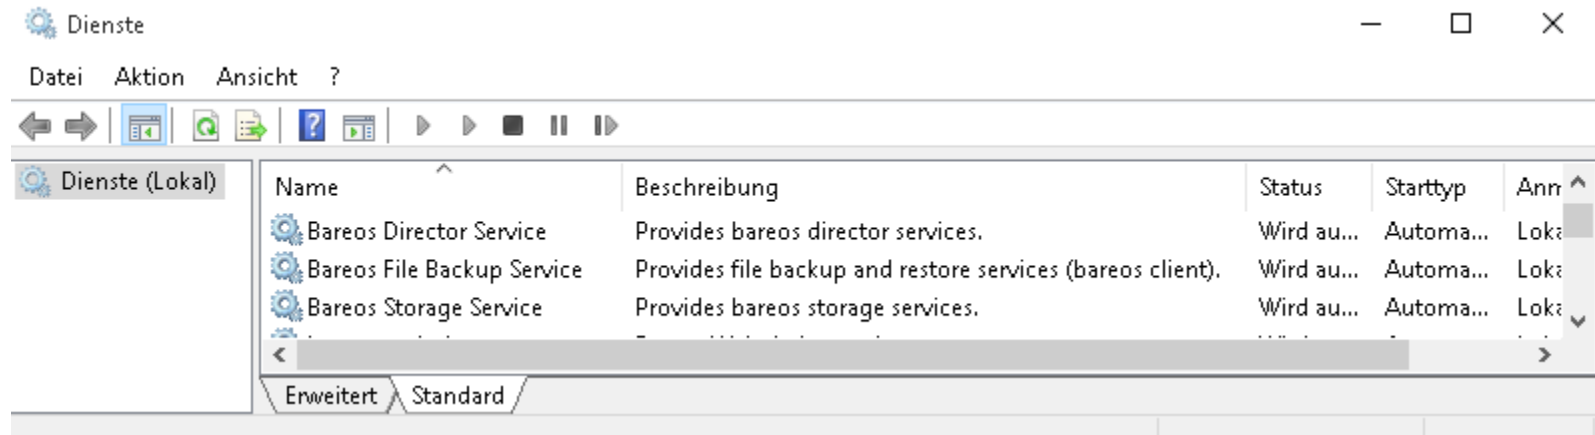 Dienste
Datei Aktion Ansicht ?
Dienste (Lokal)
Name Beschreibung Status Starttyp Anm
Bareos Director Service Provides bareos director services. Wird au... Automa... Loka
Bareos File Backup Service Provides file backup and restore services (bareos client). Wird au... Automa... Loka
Bareos Storage Service Provides bareos storage services. Wird au... Automa... Loka
Erweitert Standard